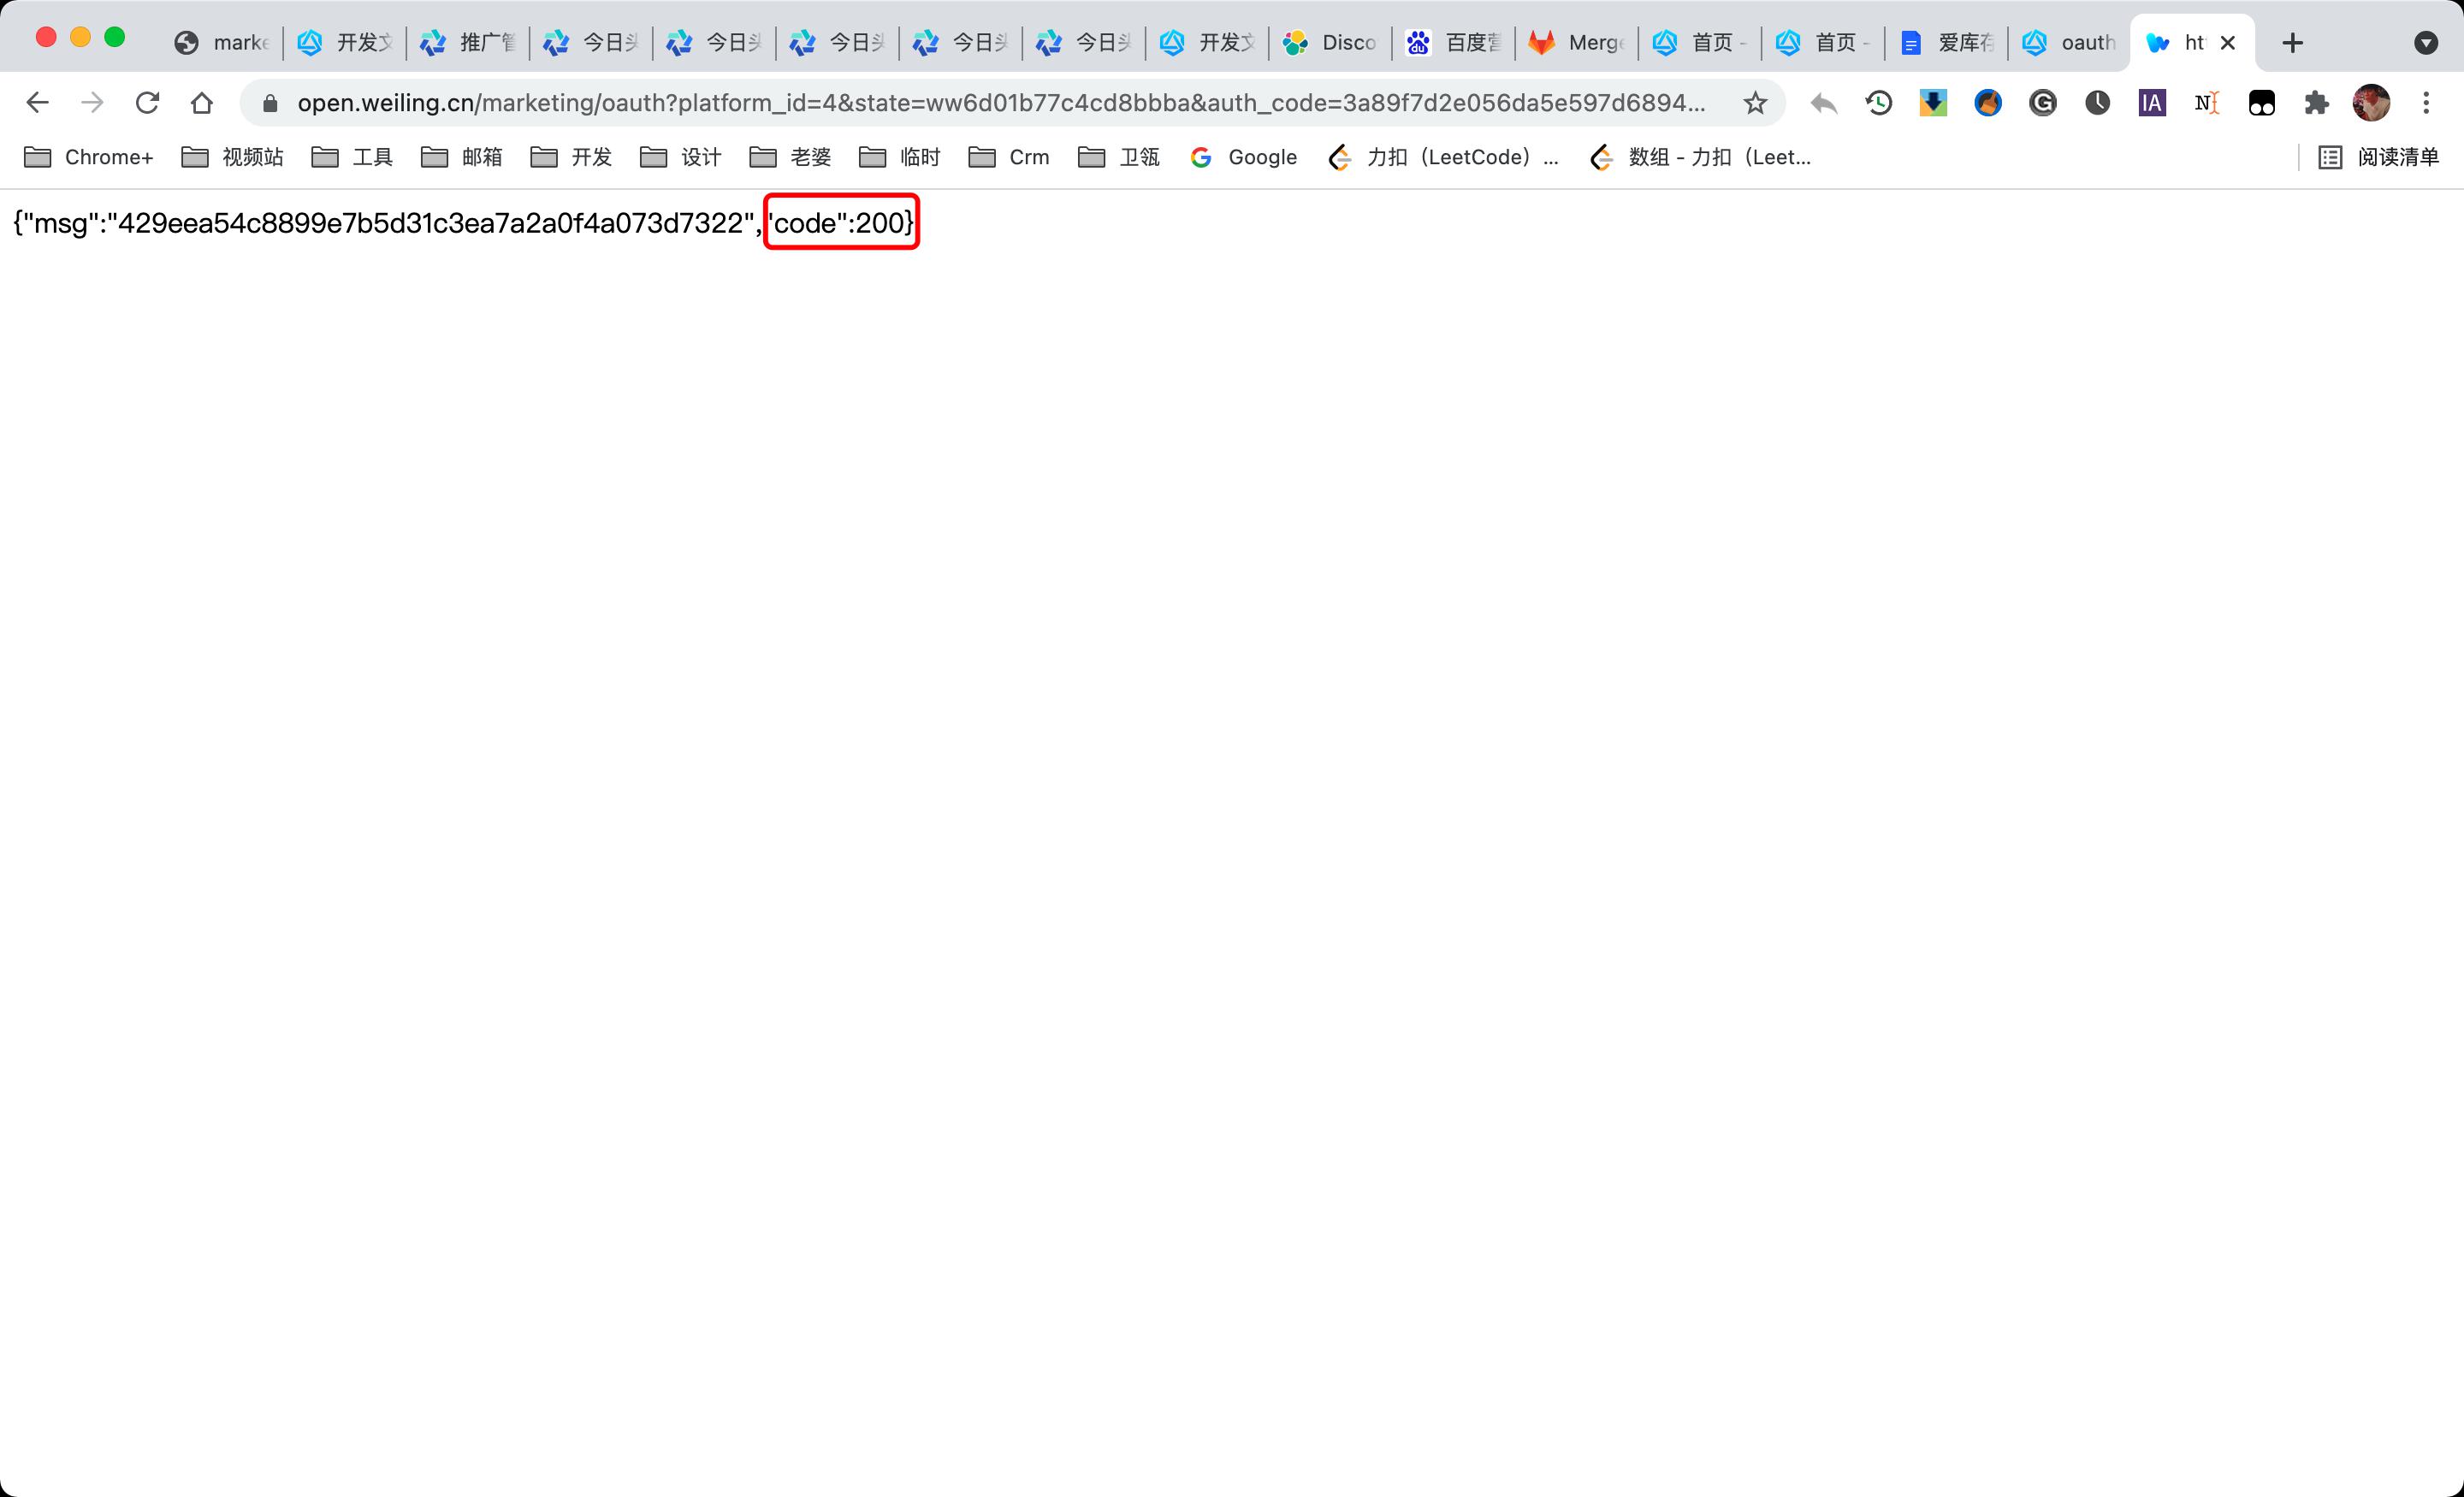 marke 开发文 推广管 今日头 今日头 今日头 今日头 今日头 开发文 Disco 百度营 Merge 首页 - 首页 - 爱库存 oauth ht
open.weiling.cn/marketing/oauth?platform_id=4&state=ww6d01b77c4cd8bbba&auth_code=3a89f7d2e056da5e597d6894...
Chrome+ 视频站 工具 邮箱 开发 设计 老婆 临时 Crm 卫瓴 Google 力扣（LeetCode）... 数组 - 力扣（Leet... 阅读清单
{"msg":"429eea54c8899e7b5d31c3ea7a2a0f4a073d7322","code":200}